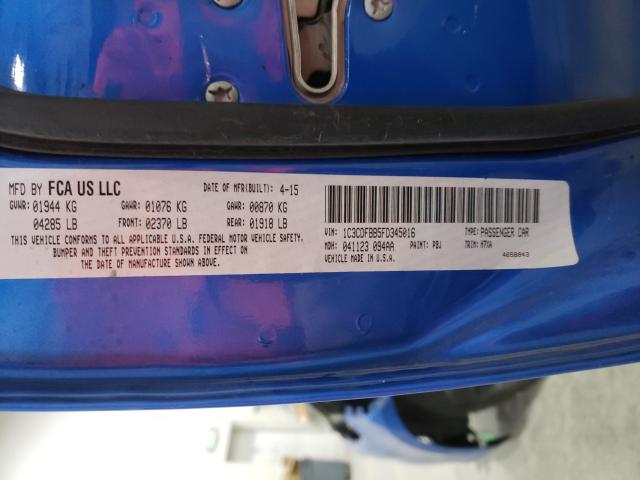 MFD BY FCA US LLC DATE OF MFR(BUILT): 4-15
GVWR: 01944 KG GAWR: 01076 KG GAWR: 00870 KG
04285 LB FRONT: 02370 LB REAR: 01918 LB
THIS VEHICLE CONFORMS TO ALL APPLICABLE U.S.A. FEDERAL MOTOR VEHICLE SAFETY,
BUMPER AND THEFT PREVENTION STANDARDS IN EFFECT ON
THE DATE OF MANUFACTURE SHOWN ABOVE.
VIN: 1C3CDFBB5FD345016 TYPE: PASSENGER CAR
MDH: 041123 094AA PAINT: PBJ TRIM: H7XA
VEHICLE MADE IN U.S.A. 4658843